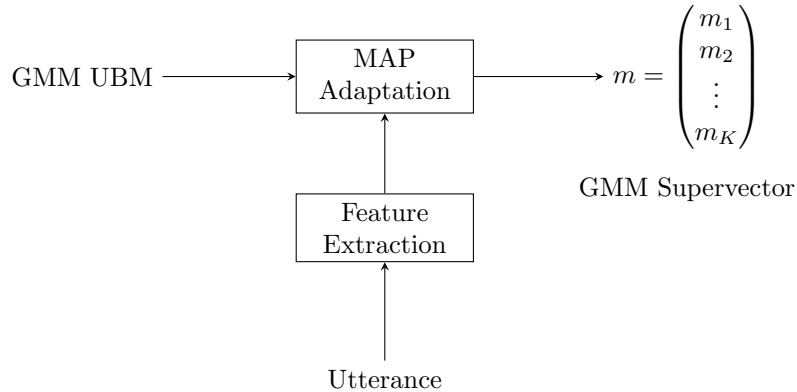 GMM UBM
MAP
Adaptation
m = (m_1
m_2
⋮
m_K)
GMM Supervector
Feature
Extraction
Utterance